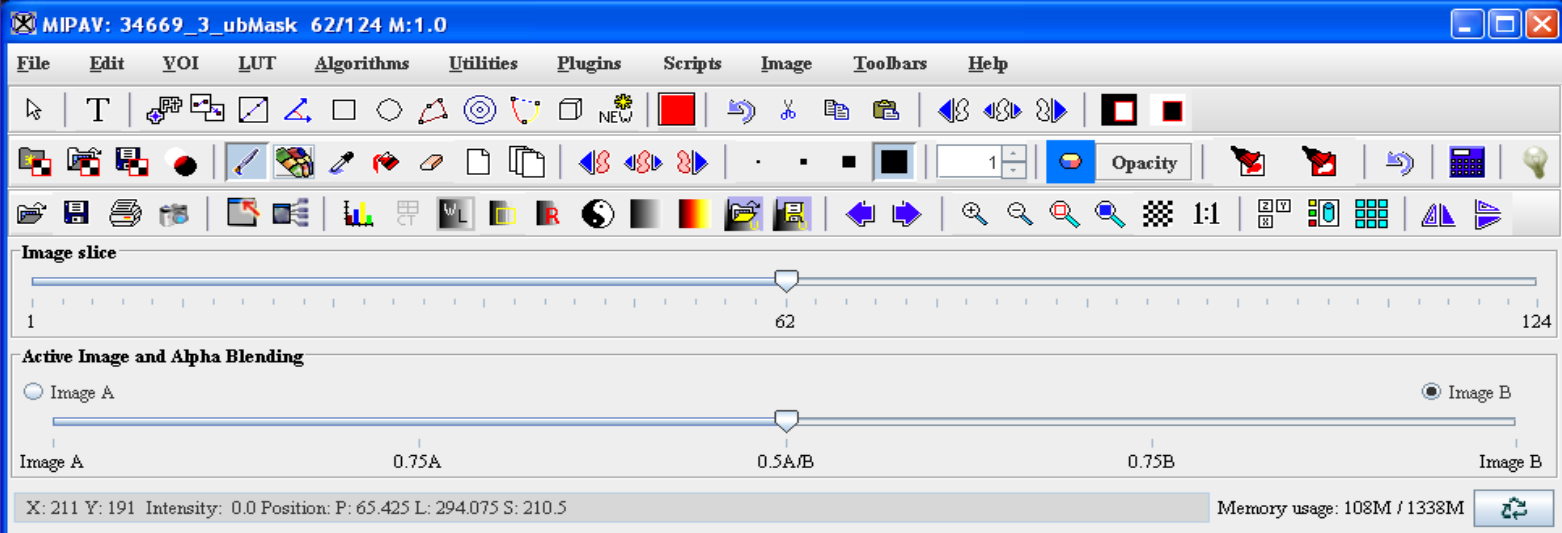 MIPAV: 34669_3_ubMask 62/124 M:1.0
File Edit VOI LUT Algorithms Utilities Plugins Scripts Image Toolbars Help
T NEW
1 Opacity
WL R 1:1 Z Y X
Image slice
1 62 124
Active Image and Alpha Blending
Image A Image B
Image A 0.75A 0.5A/B 0.75B Image B
X: 211 Y: 191 Intensity: 0.0 Position: P: 65.425 L: 294.075 S: 210.5 Memory usage: 108M / 1338M